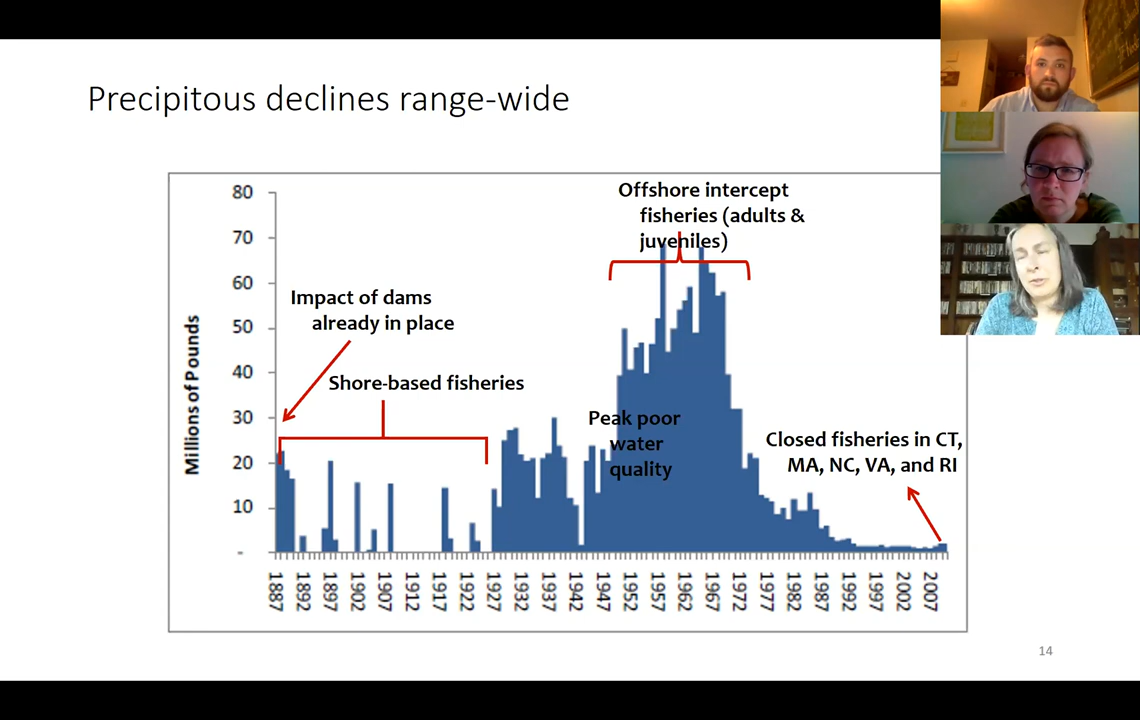 Precipitous declines range-wide
80
70
60
50
40
30
20
10
-
Millions of Pounds
Offshore intercept
fisheries (adults &
juveniles)
Impact of dams
already in place
Shore-based fisheries
Peak poor
water
quality
Closed fisheries in CT,
MA, NC, VA, and RI
1887
1892
1897
1902
1907
1912
1917
1922
1927
1932
1937
1942
1947
1952
1957
1962
1967
1972
1977
1982
1987
1992
1997
2002
2007
14